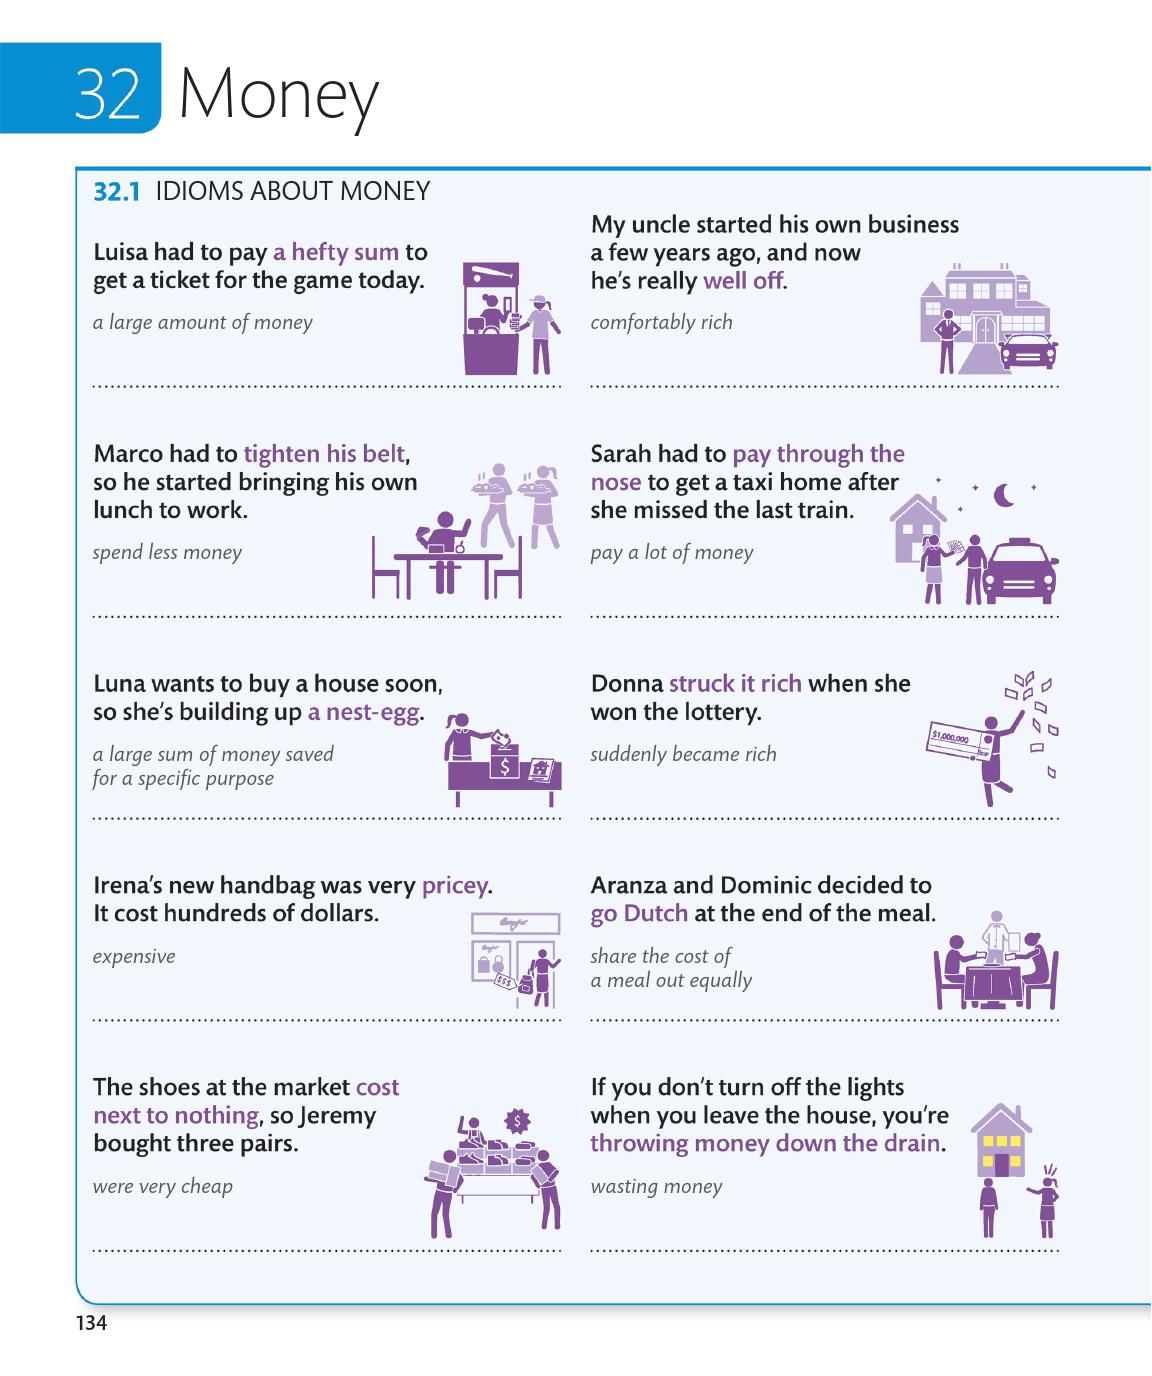 32 Money
32.1 IDIOMS ABOUT MONEY
Luisa had to pay a hefty sum to
get a ticket for the game today.
a large amount of money
My uncle started his own business
a few years ago, and now
he's really well off.
comfortably rich
Marco had to tighten his belt,
so he started bringing his own
lunch to work.
spend less money
Sarah had to pay through the
nose to get a taxi home after
she missed the last train.
pay a lot of money
Luna wants to buy a house soon,
so she's building up a nest-egg.
a large sum of money saved
for a specific purpose
$
Donna struck it rich when she
won the lottery.
suddenly became rich
$1,000,000
Irena's new handbag was very pricey.
It cost hundreds of dollars.
expensive
$$$
Aranza and Dominic decided to
go Dutch at the end of the meal.
share the cost of
a meal out equally
The shoes at the market cost
next to nothing, so Jeremy
bought three pairs.
were very cheap
$
If you don't turn off the lights
when you leave the house, you're
throwing money down the drain.
wasting money
134